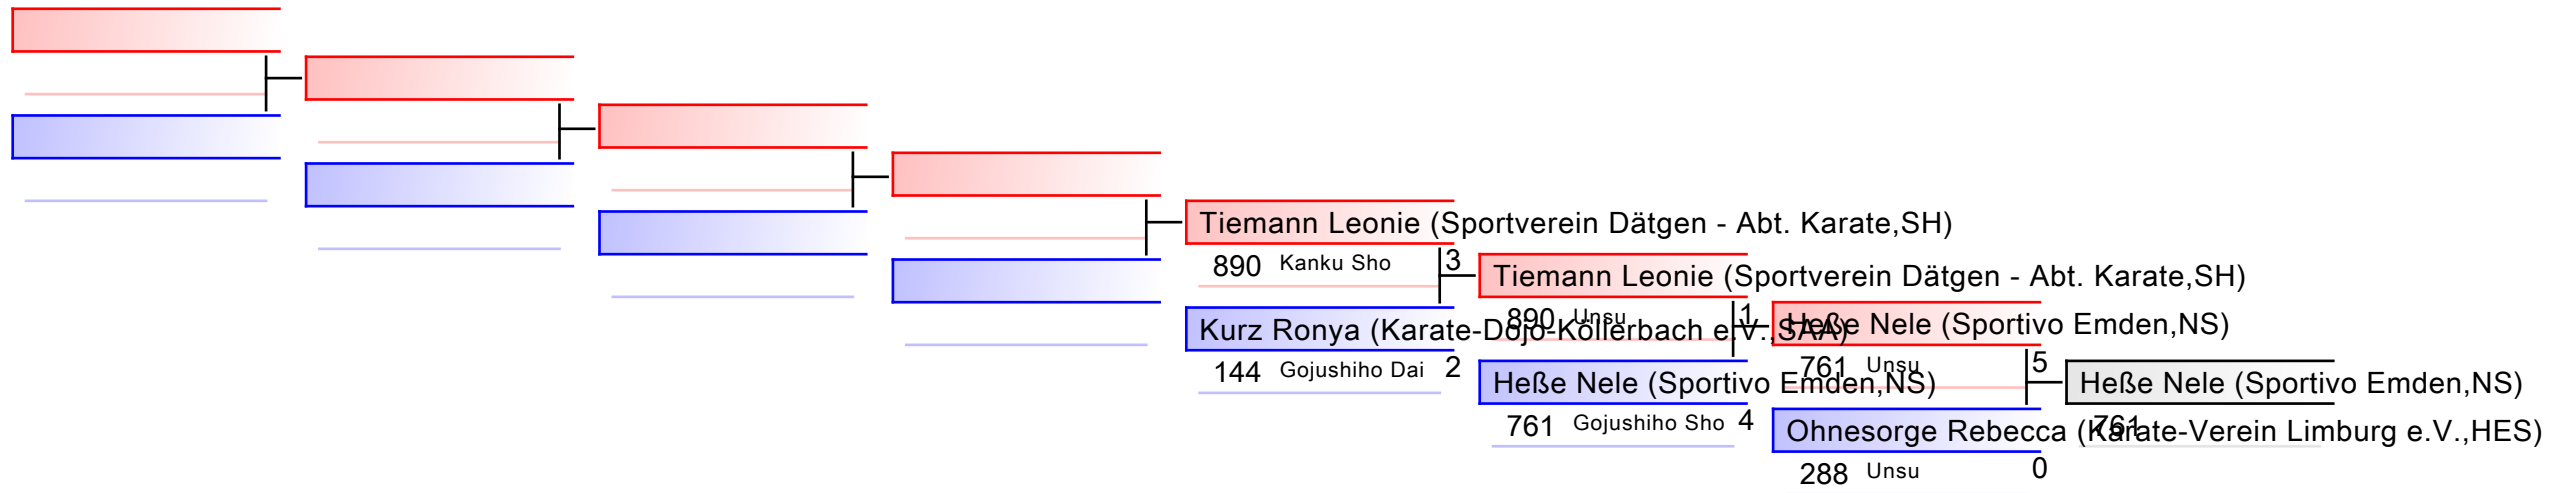 Tiemann Leonie (Sportverein Dätgen - Abt. Karate,SH)
890 Kanku Sho 3
Kurz Ronya (Karate-Dojo-Köllerbach e.V.,SAA)
144 Gojushiho Dai 2
Tiemann Leonie (Sportverein Dätgen - Abt. Karate,SH)
890 Unsu 1
Heße Nele (Sportivo Emden,NS)
761 Gojushiho Sho 4
Heße Nele (Sportivo Emden,NS)
761 Unsu 5
Ohnesorge Rebecca (Karate-Verein Limburg e.V.,HES)
288 Unsu 0
Heße Nele (Sportivo Emden,NS)
761